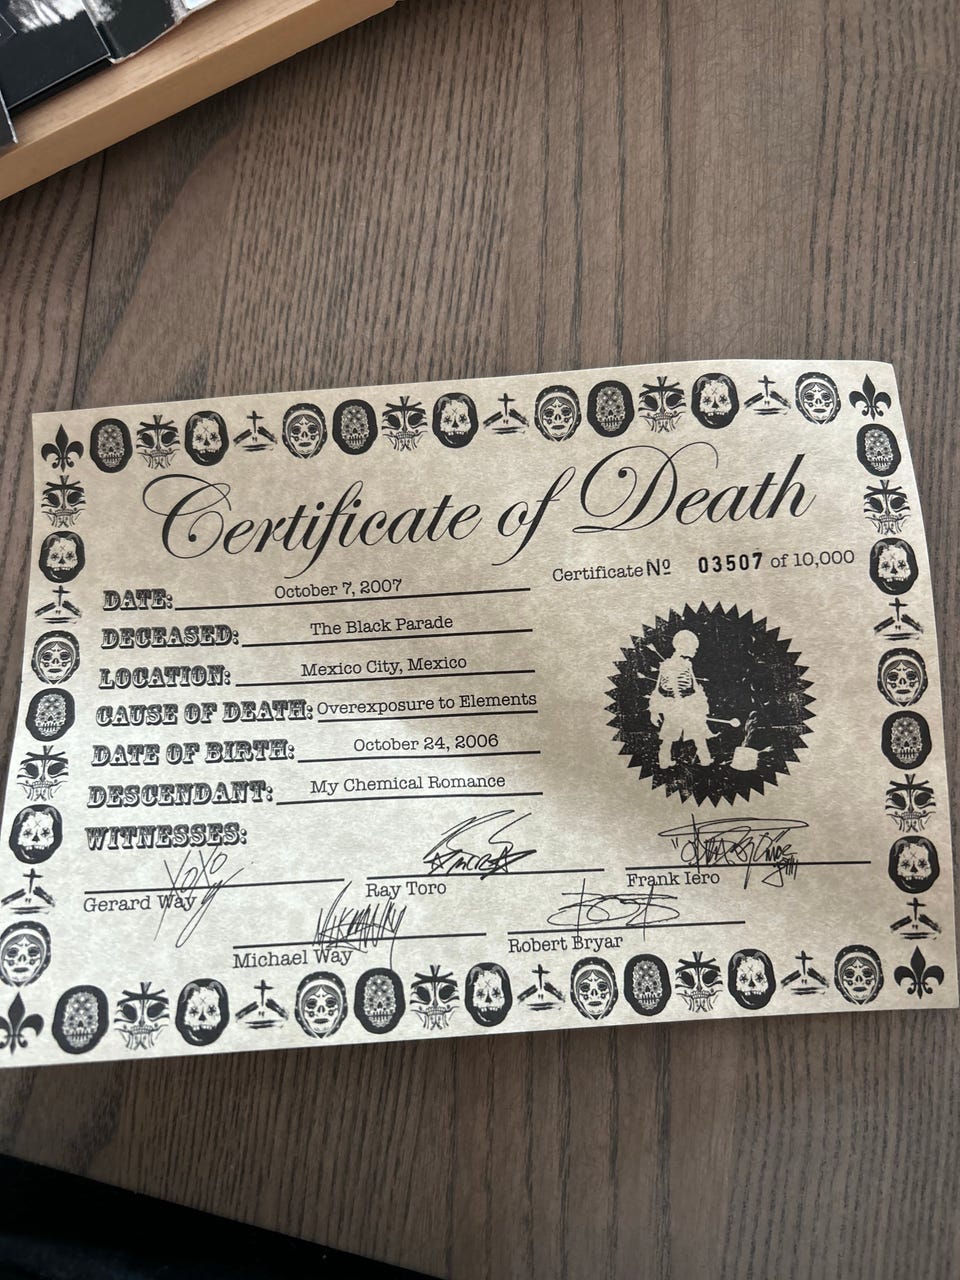 Certificate of Death
Certificate Nº 03507 of 10,000
DATE: October 7, 2007
DECEASED: The Black Parade
LOCATION: Mexico City, Mexico
CAUSE OF DEATH: Overexposure to Elements
DATE OF BIRTH: October 24, 2006
DESCENDANT: My Chemical Romance
WITNESSES:
Gerard Way
Ray Toro
Frank Iero
Michael Way
Robert Bryar